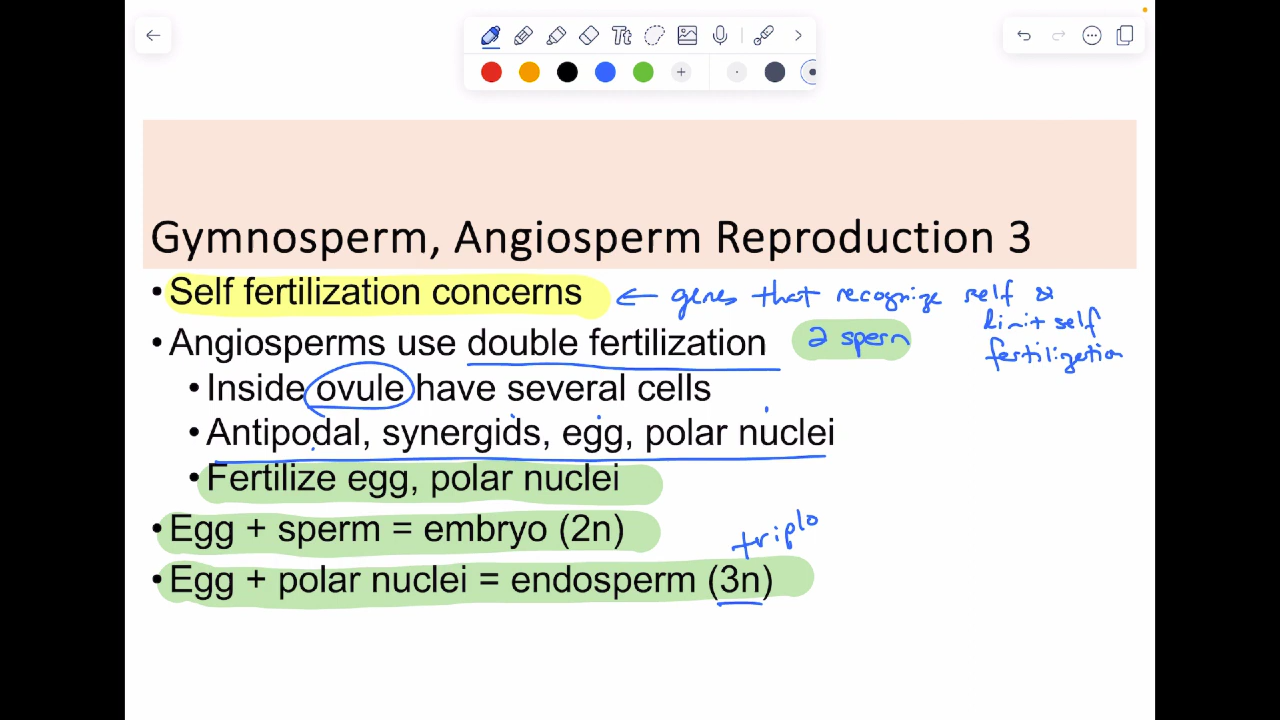 Tt
Gymnosperm, Angiosperm Reproduction 3
• Self fertilization concerns ← genes that recognize self &
limit self
fertilization
• Angiosperms use double fertilization 2 sperm
• Inside ovule have several cells
• Antipodal, synergids, egg, polar nuclei
• Fertilize egg, polar nuclei
• Egg + sperm = embryo (2n)
triplo
• Egg + polar nuclei = endosperm (3n)